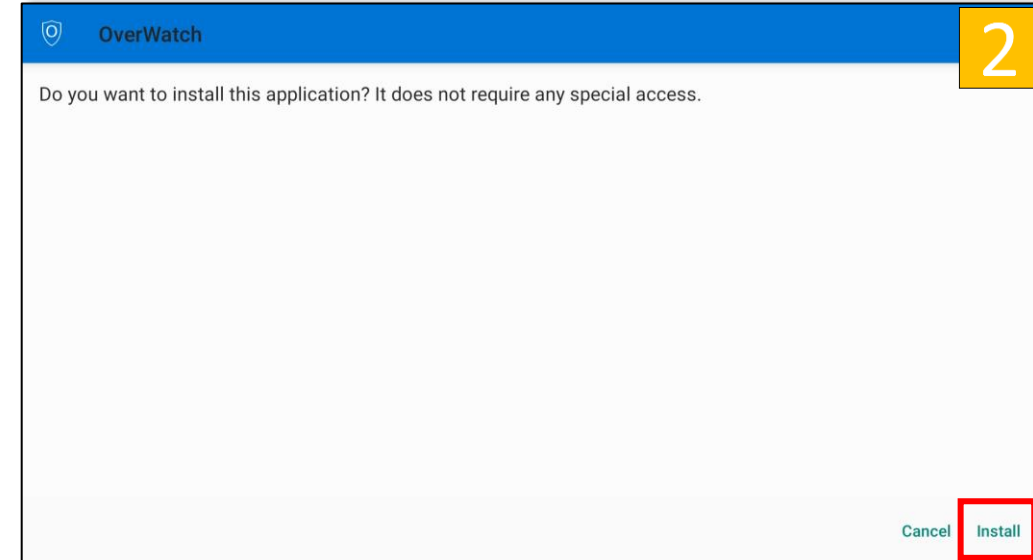 O OverWatch
2
Do you want to install this application? It does not require any special access.
Cancel Install